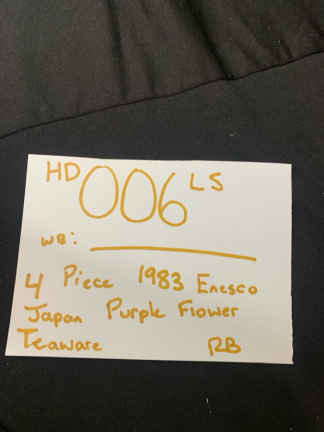 HD 006 LS
WB:
4 Piece 1983 Enesco
Japan Purple Flower
Teaware RB